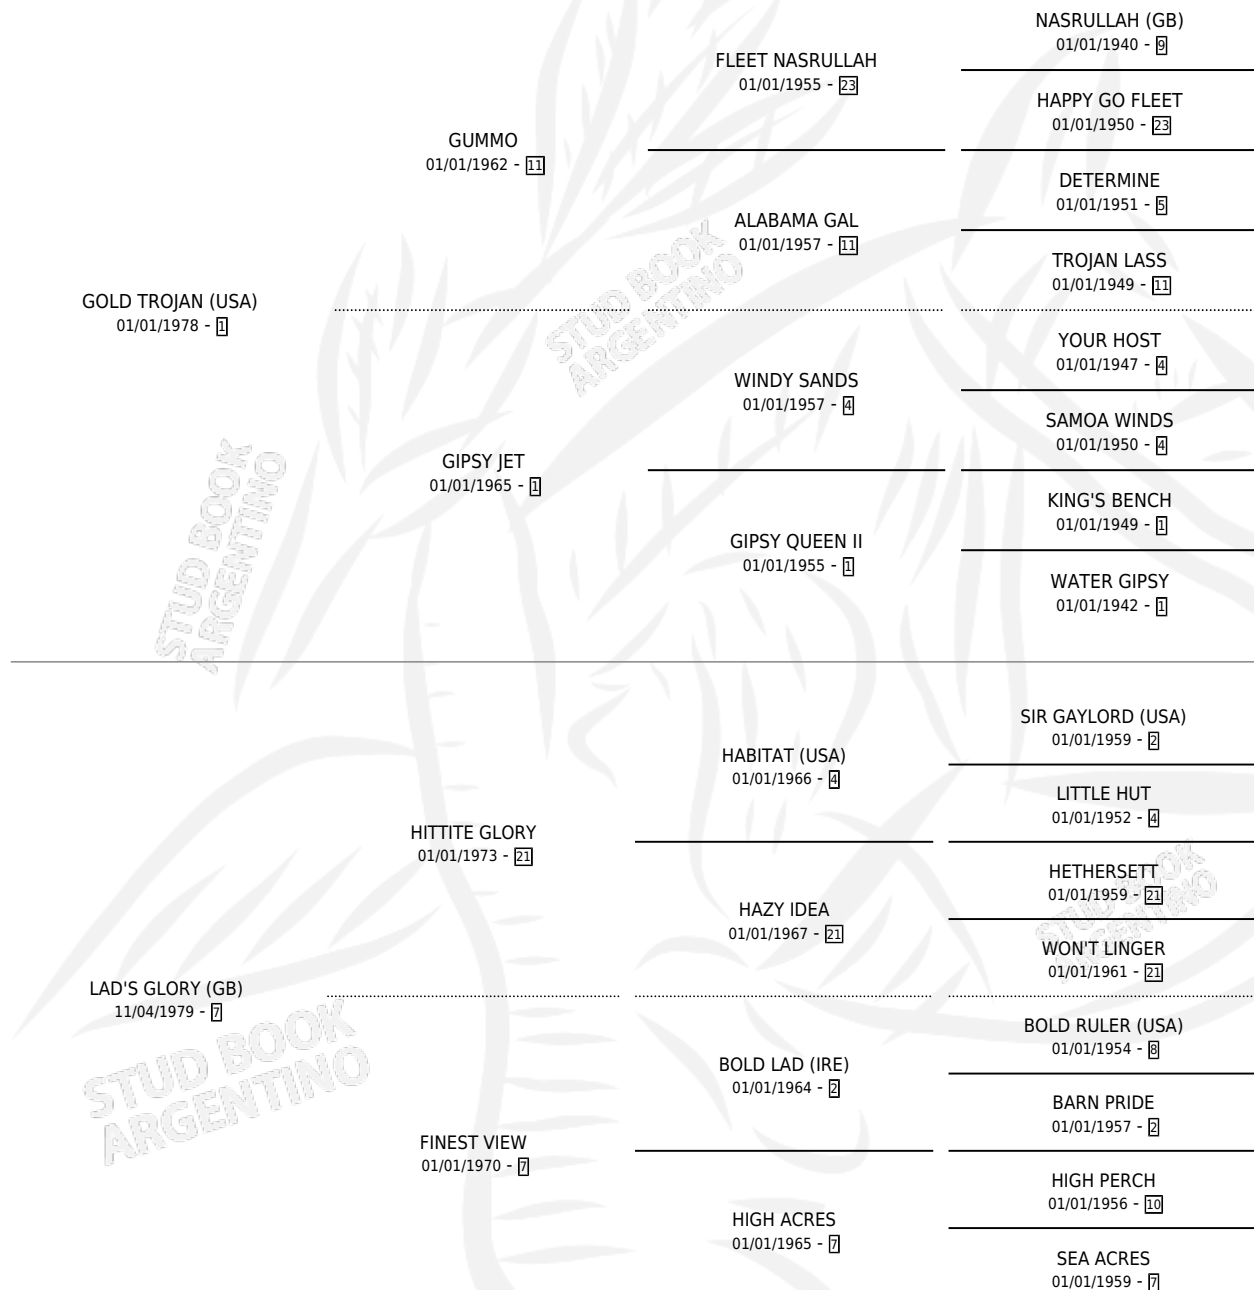 NASRULLAH (GB)
01/01/1940 - 9
FLEET NASRULLAH
01/01/1955 - 23
HAPPY GO FLEET
01/01/1950 - 23
GUMMO
01/01/1962 - 11
DETERMINE
01/01/1951 - 5
ALABAMA GAL
01/01/1957 - 11
TROJAN LASS
01/01/1949 - 11
GOLD TROJAN (USA)
01/01/1978 - 1
YOUR HOST
01/01/1947 - 4
WINDY SANDS
01/01/1957 - 4
SAMOA WINDS
01/01/1950 - 4
GIPSY JET
01/01/1965 - 1
KING'S BENCH
01/01/1949 - 1
GIPSY QUEEN II
01/01/1955 - 1
WATER GIPSY
01/01/1942 - 1
SIR GAYLORD (USA)
01/01/1959 - 2
HABITAT (USA)
01/01/1966 - 4
LITTLE HUT
01/01/1952 - 4
HITTITE GLORY
01/01/1973 - 21
HETHERSETT
01/01/1959 - 21
HAZY IDEA
01/01/1967 - 21
WON'T LINGER
01/01/1961 - 21
LAD'S GLORY (GB)
11/04/1979 - 7
BOLD RULER (USA)
01/01/1954 - 8
BOLD LAD (IRE)
01/01/1964 - 2
BARN PRIDE
01/01/1957 - 2
FINEST VIEW
01/01/1970 - 7
HIGH PERCH
01/01/1956 - 10
HIGH ACRES
01/01/1965 - 7
SEA ACRES
01/01/1959 - 7
STUD BOOK
ARGENTINO
STUD BOOK
ARGENTINO
STUD BOOK
ARGENTINO
STUD BOOK
ARGENTINO